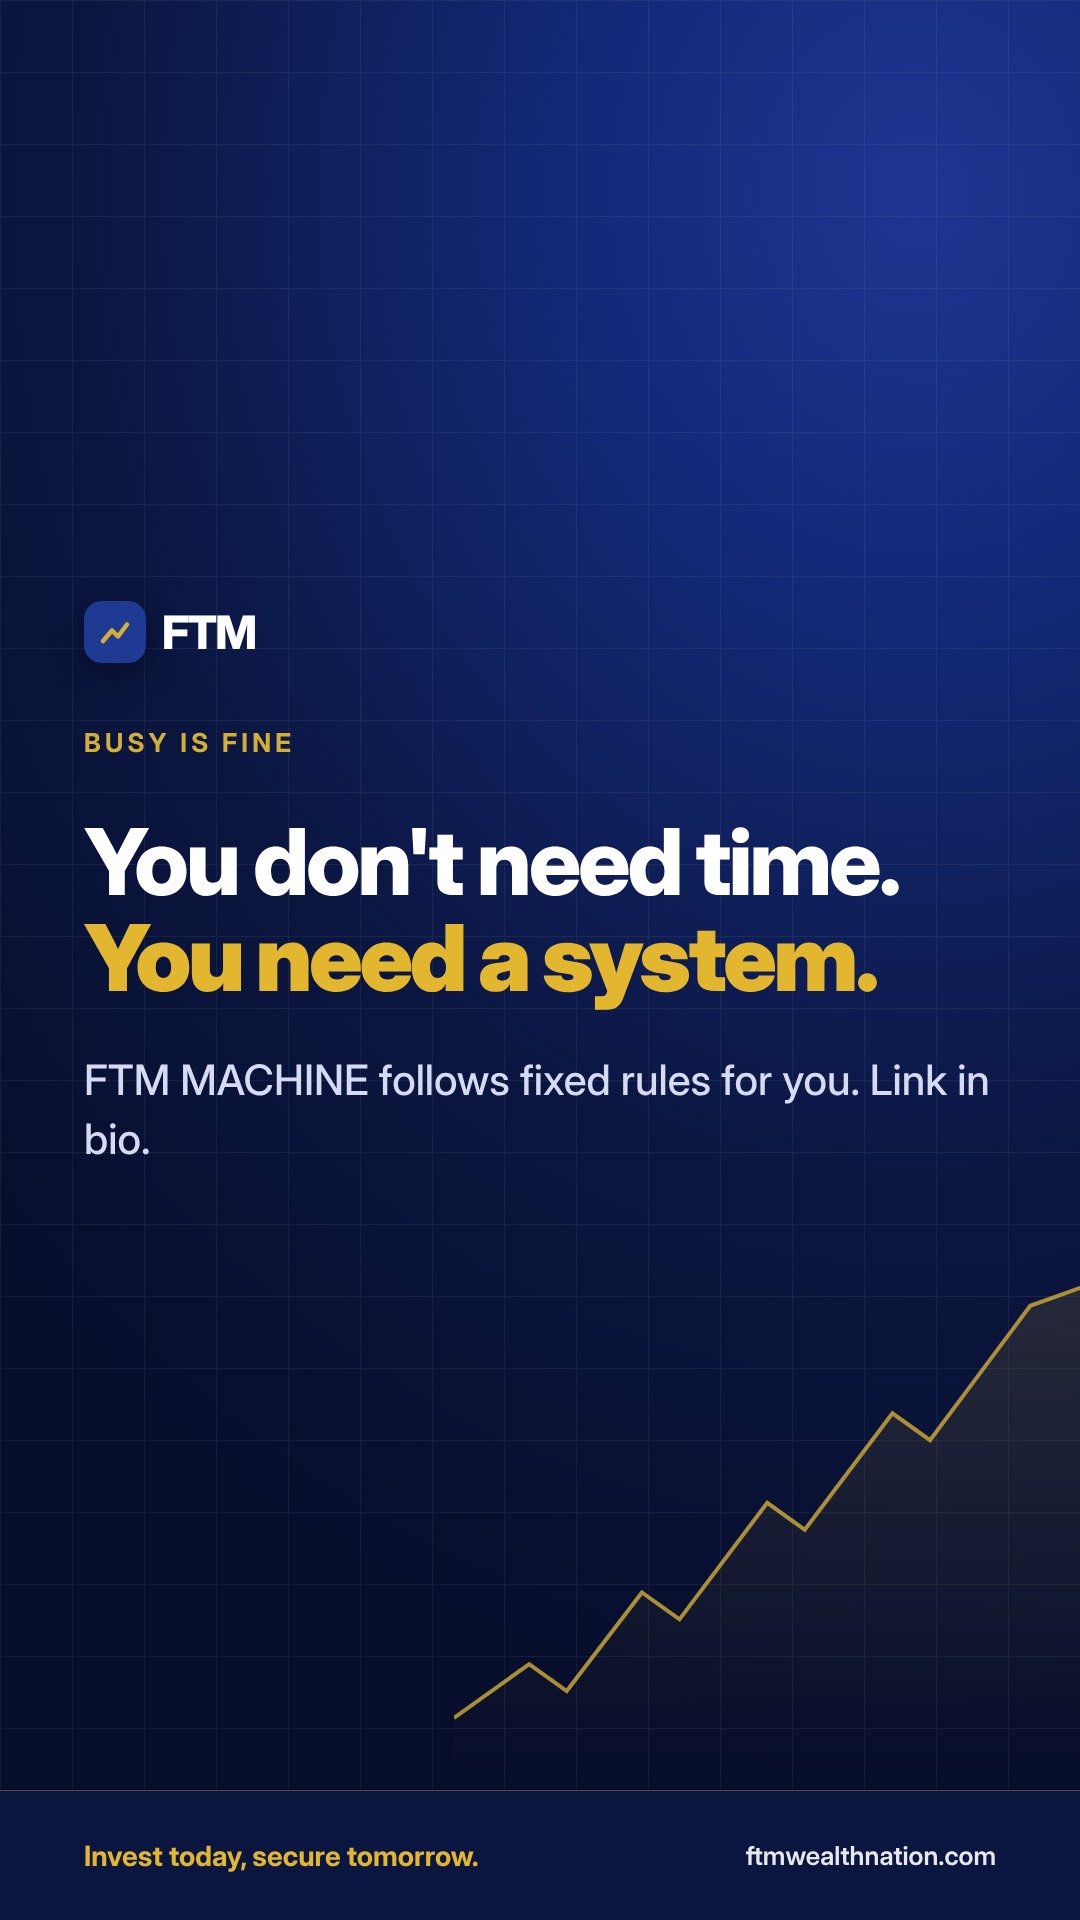 FTM
BUSY IS FINE
You don't need time.
You need a system.
FTM MACHINE follows fixed rules for you. Link in
bio.
Invest today, secure tomorrow.
ftmwealthnation.com